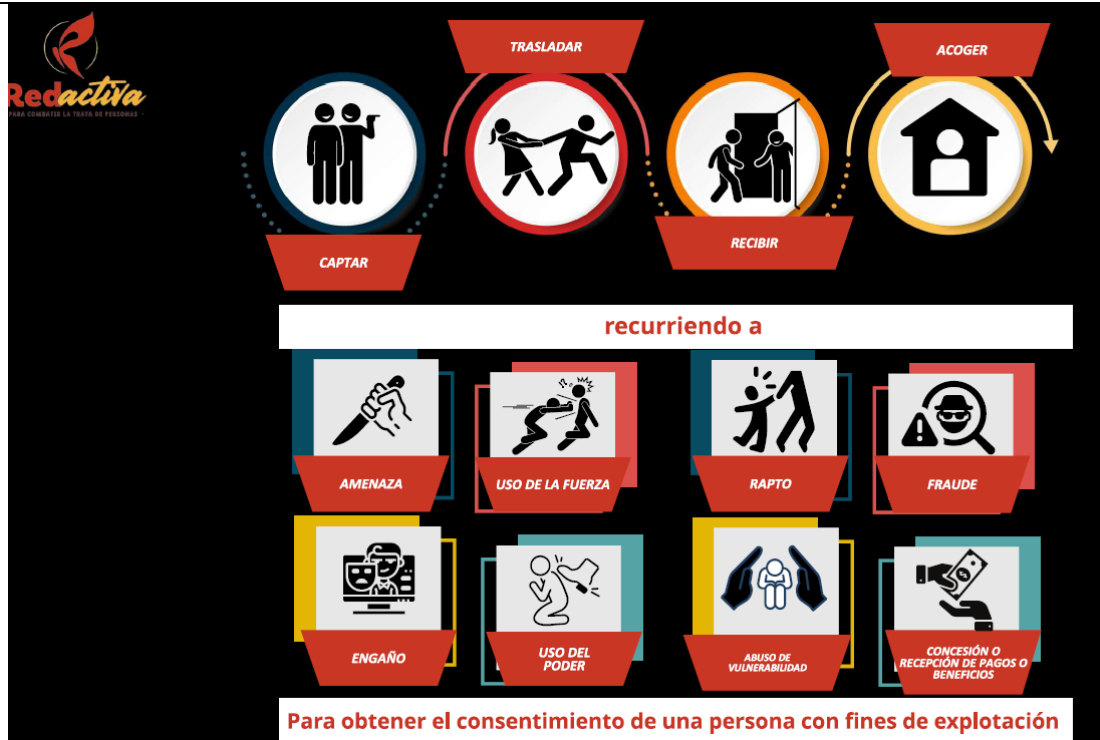 Redactiva
PARA COMBATIR LA TRATA DE PERSONAS
TRASLADAR
ACOGER
CAPTAR
RECIBIR
recurriendo a
AMENAZA
USO DE LA FUERZA
RAPTO
FRAUDE
ENGAÑO
USO DEL
PODER
ABUSO DE
VULNERABILIDAD
CONCESIÓN O
RECEPCIÓN DE PAGOS O
BENEFICIOS
Para obtener el consentimiento de una persona con fines de explotación